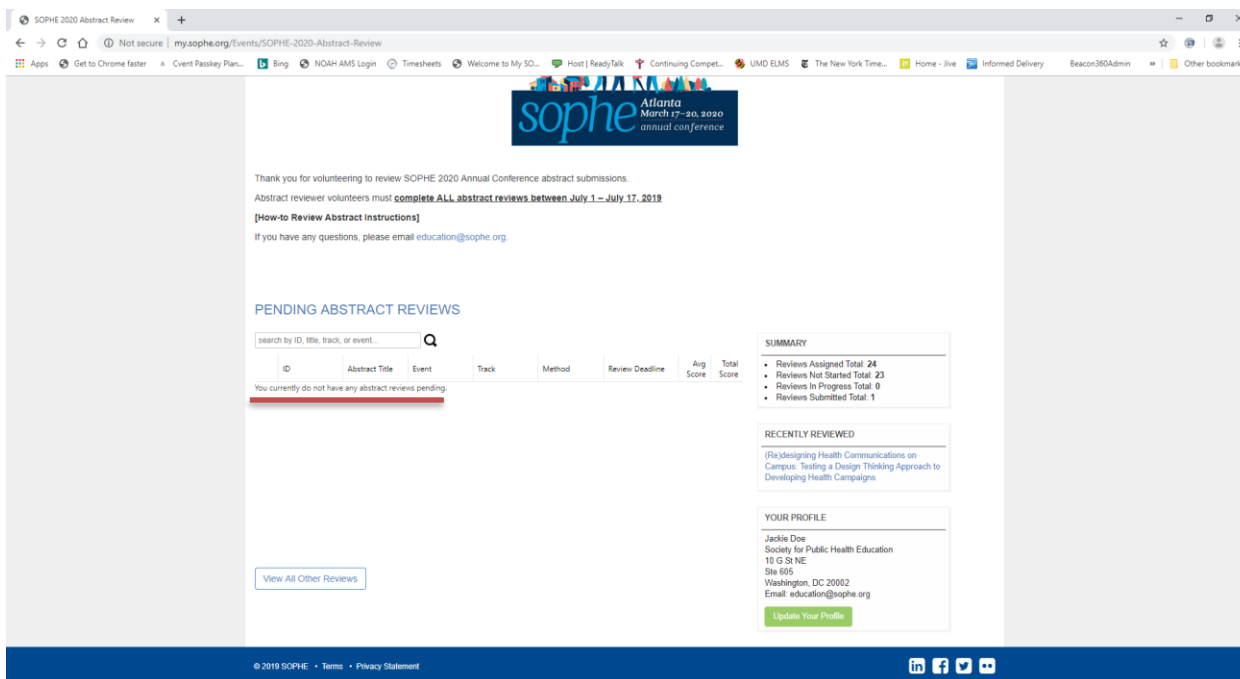 SOPHE 2020 Abstract Review
Not secure | my.sophe.org/Events/SOPHE-2020-Abstract-Review
Apps Get to Chrome faster Cvent Passkey Plan... Bing NOAH AMS Login Timesheets Welcome to My SO... Host | ReadyTalk Continuing Compet... UMD ELMS The New York Time... Home - Jive Informed Delivery Beacon360Admin » Other bookmark
sophe
Atlanta
March 17–20, 2020
annual conference
Thank you for volunteering to review SOPHE 2020 Annual Conference abstract submissions.
Abstract reviewer volunteers must complete ALL abstract reviews between July 1 – July 17, 2019
[How-to Review Abstract Instructions]
If you have any questions, please email education@sophe.org.
PENDING ABSTRACT REVIEWS
search by ID, title, track, or event...
ID Abstract Title Event Track Method Review Deadline Avg Score Total Score
You currently do not have any abstract reviews pending.
View All Other Reviews
SUMMARY
• Reviews Assigned Total: 24
• Reviews Not Started Total: 23
• Reviews In Progress Total: 0
• Reviews Submitted Total: 1
RECENTLY REVIEWED
(Re)designing Health Communications on
Campus: Testing a Design Thinking Approach to
Developing Health Campaigns
YOUR PROFILE
Jackie Doe
Society for Public Health Education
10 G St NE
Ste 605
Washington, DC 20002
Email: education@sophe.org
Update Your Profile
© 2019 SOPHE • Terms • Privacy Statement